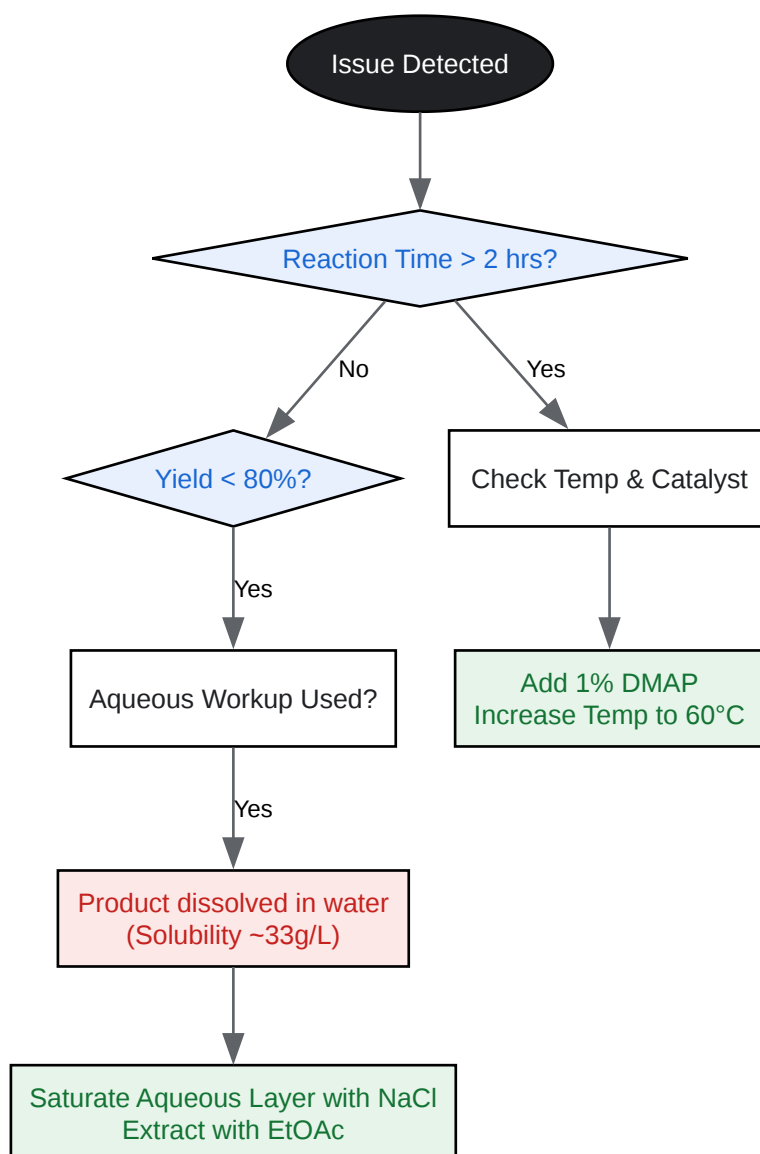 Issue Detected
Reaction Time > 2 hrs?
No
Yes
Yield < 80%?
Check Temp & Catalyst
Yes
Aqueous Workup Used?
Add 1% DMAP
Increase Temp to 60°C
Yes
Product dissolved in water
(Solubility ~33g/L)
Saturate Aqueous Layer with NaCl
Extract with EtOAc